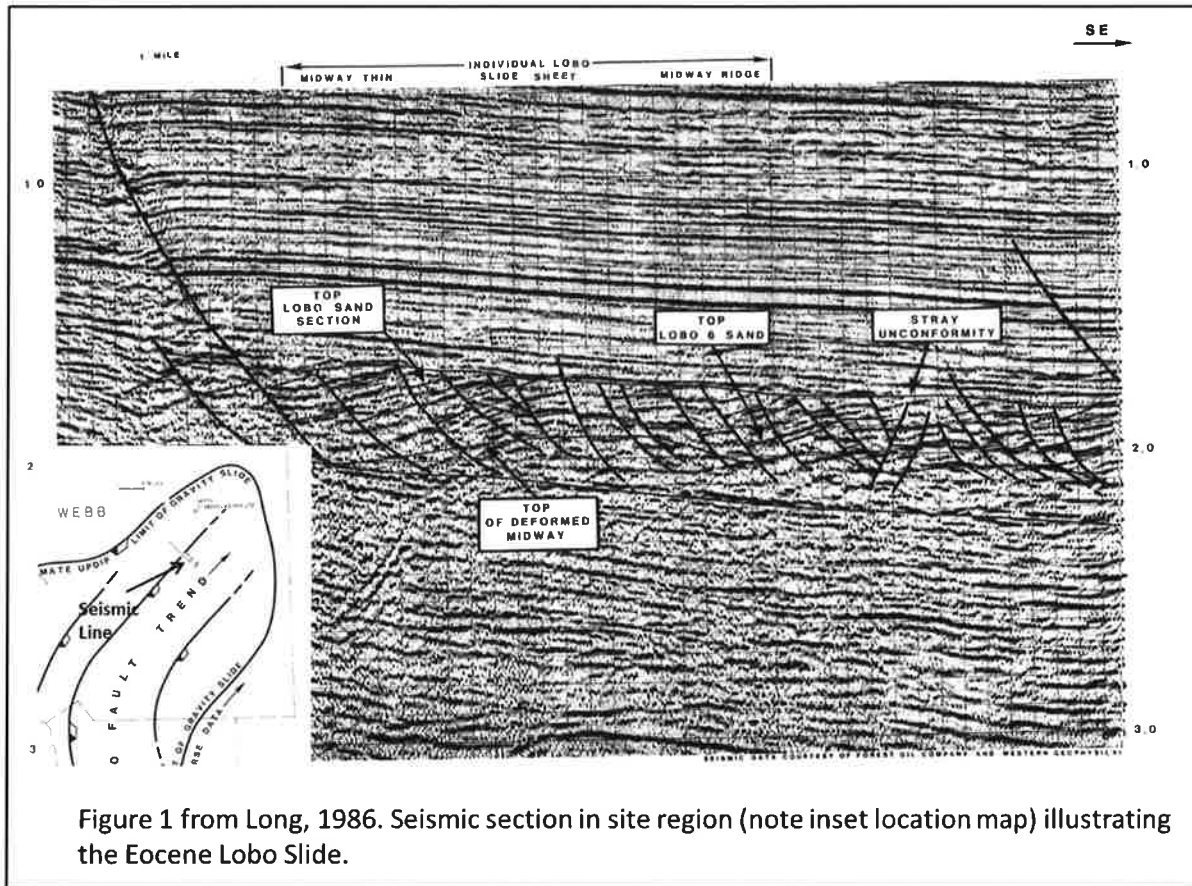 SE
1 MILE
INDIVIDUAL LOBO
SLIDE SHEET
MIDWAY THIN
MIDWAY RIDGE
1.0
1.0
TOP
LOBO SAND
SECTION
TOP
LOBO 6 SAND
STRAY
UNCONFORMITY
2
2.0
TOP
OF DEFORMED
MIDWAY
WEBB
LIMIT OF GRAVITY SLIDE
MATE UPDIP
Seismic
Line
O FAULT TREND
OF GRAVITY SLIDE
RSE DATA
3
3.0
SEISMIC DATA COURTESY OF FOREST OIL COMPANY AND WESTERN GEOPHYSICAL
Figure 1 from Long, 1986. Seismic section in site region (note inset location map) illustrating
the Eocene Lobo Slide.